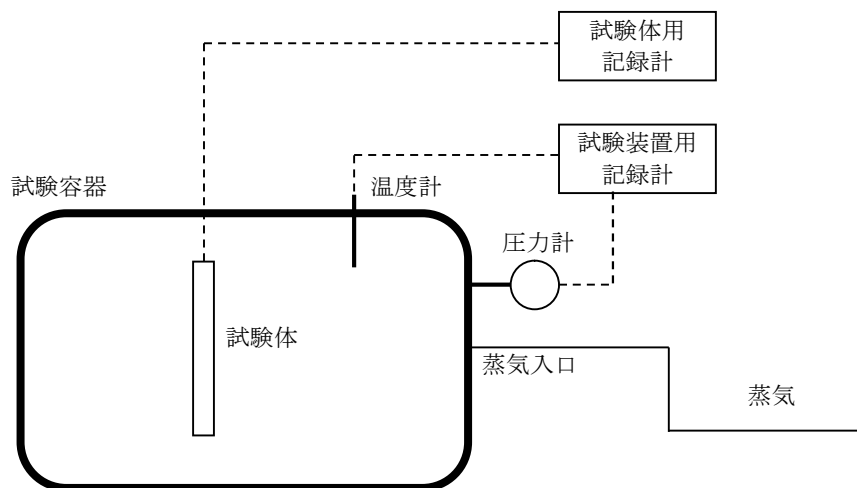 試験体用
記録計
試験装置用
記録計
試験容器
温度計
圧力計
試験体
蒸気入口
蒸気